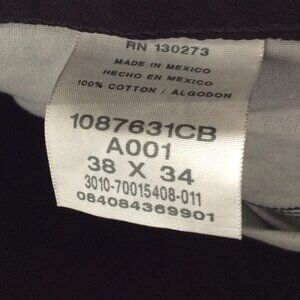 RN 130273
MADE IN MEXICO
HECHO EN MEXICO
100% COTTON / ALGODON
1087631CB
A001
38 X 34
3010-70015408-011
084084369901